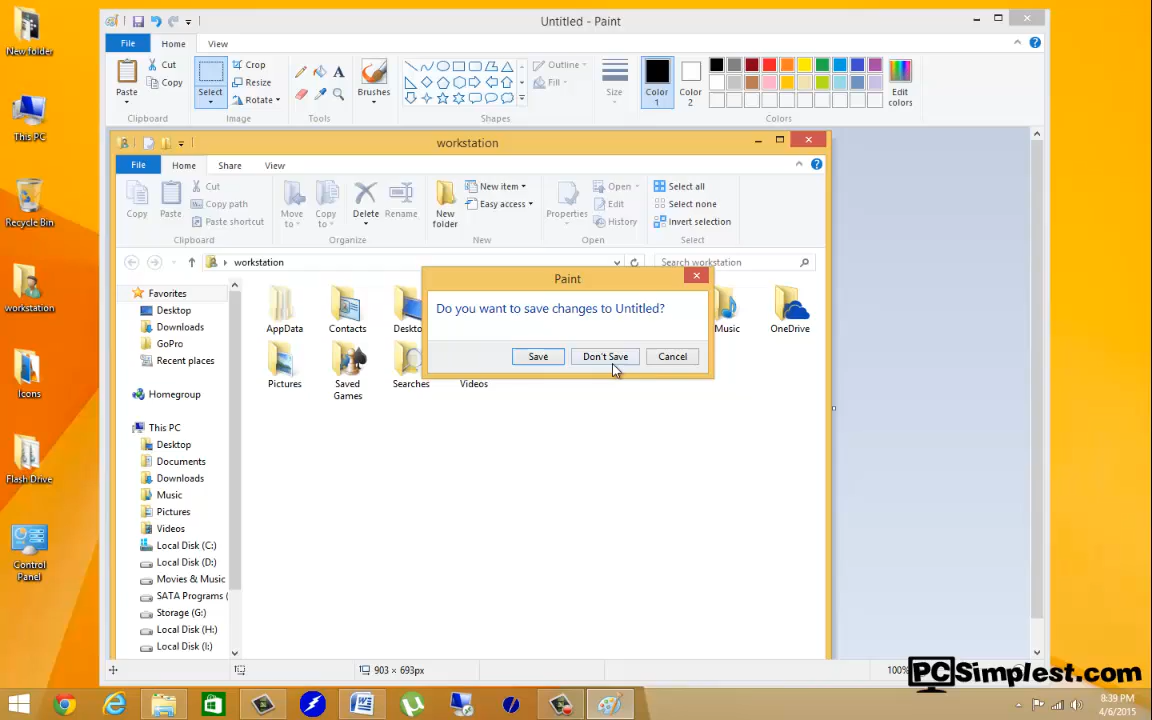 Untitled - Paint
File Home View
Paste
Cut
Copy
Clipboard
Select
Crop
Resize
Rotate
Image
Tools
Brushes
Shapes
Outline
Fill
Size
Color 1
Color 2
Colors
Edit colors
New folder
This PC
Recycle Bin
workstation
Icons
Flash Drive
Control Panel
workstation
File Home Share View
Copy
Paste
Cut
Copy path
Paste shortcut
Clipboard
Move to
Copy to
Delete
Rename
Organize
New folder
New item
Easy access
New
Properties
Open
Edit
History
Open
Select all
Select none
Invert selection
Select
workstation
Search workstation
Favorites
Desktop
Downloads
GoPro
Recent places
Homegroup
This PC
Desktop
Documents
Downloads
Music
Pictures
Videos
Local Disk (C:)
Local Disk (D:)
Movies & Music
SATA Programs (
Storage (G:)
Local Disk (H:)
Local Disk (I:)
AppData
Contacts
Deskto
Music
OneDrive
Pictures
Saved Games
Searches
Videos
Paint
Do you want to save changes to Untitled?
Save Don't Save Cancel
903 × 693px
100%
PCSimplest.com
8:39 PM
4/6/2015